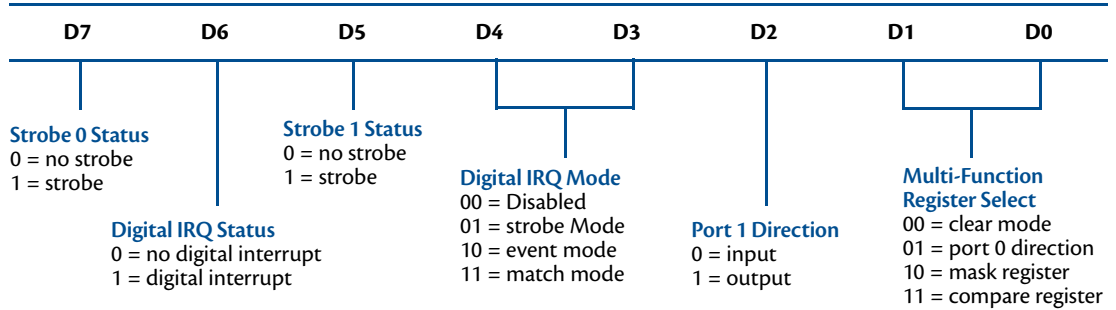 D7 D6 D5 D4 D3 D2 D1 D0
Strobe 0 Status
0 = no strobe
1 = strobe
Digital IRQ Status
0 = no digital interrupt
1 = digital interrupt
Strobe 1 Status
0 = no strobe
1 = strobe
Digital IRQ Mode
00 = Disabled
01 = strobe Mode
10 = event mode
11 = match mode
Port 1 Direction
0 = input
1 = output
Multi-Function
Register Select
00 = clear mode
01 = port 0 direction
10 = mask register
11 = compare register